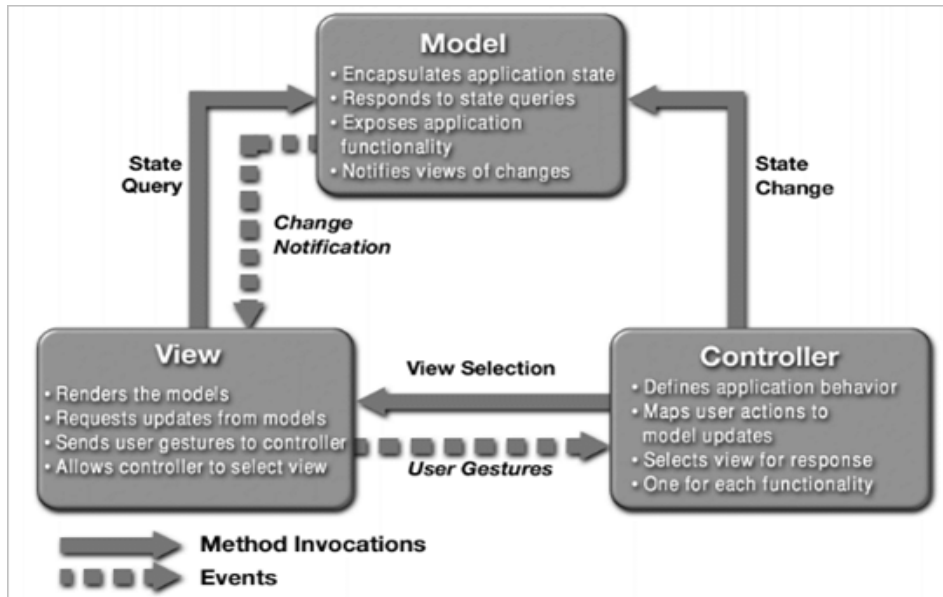 Model
• Encapsulates application state
• Responds to state queries
• Exposes application
functionality
• Notifies views of changes
State
Query
Change
Notification
State
Change
View
• Renders the models
• Requests updates from models
• Sends user gestures to controller
• Allows controller to select view
View Selection
User Gestures
Controller
• Defines application behavior
• Maps user actions to
model updates
• Selects view for response
• One for each functionality
Method Invocations
Events